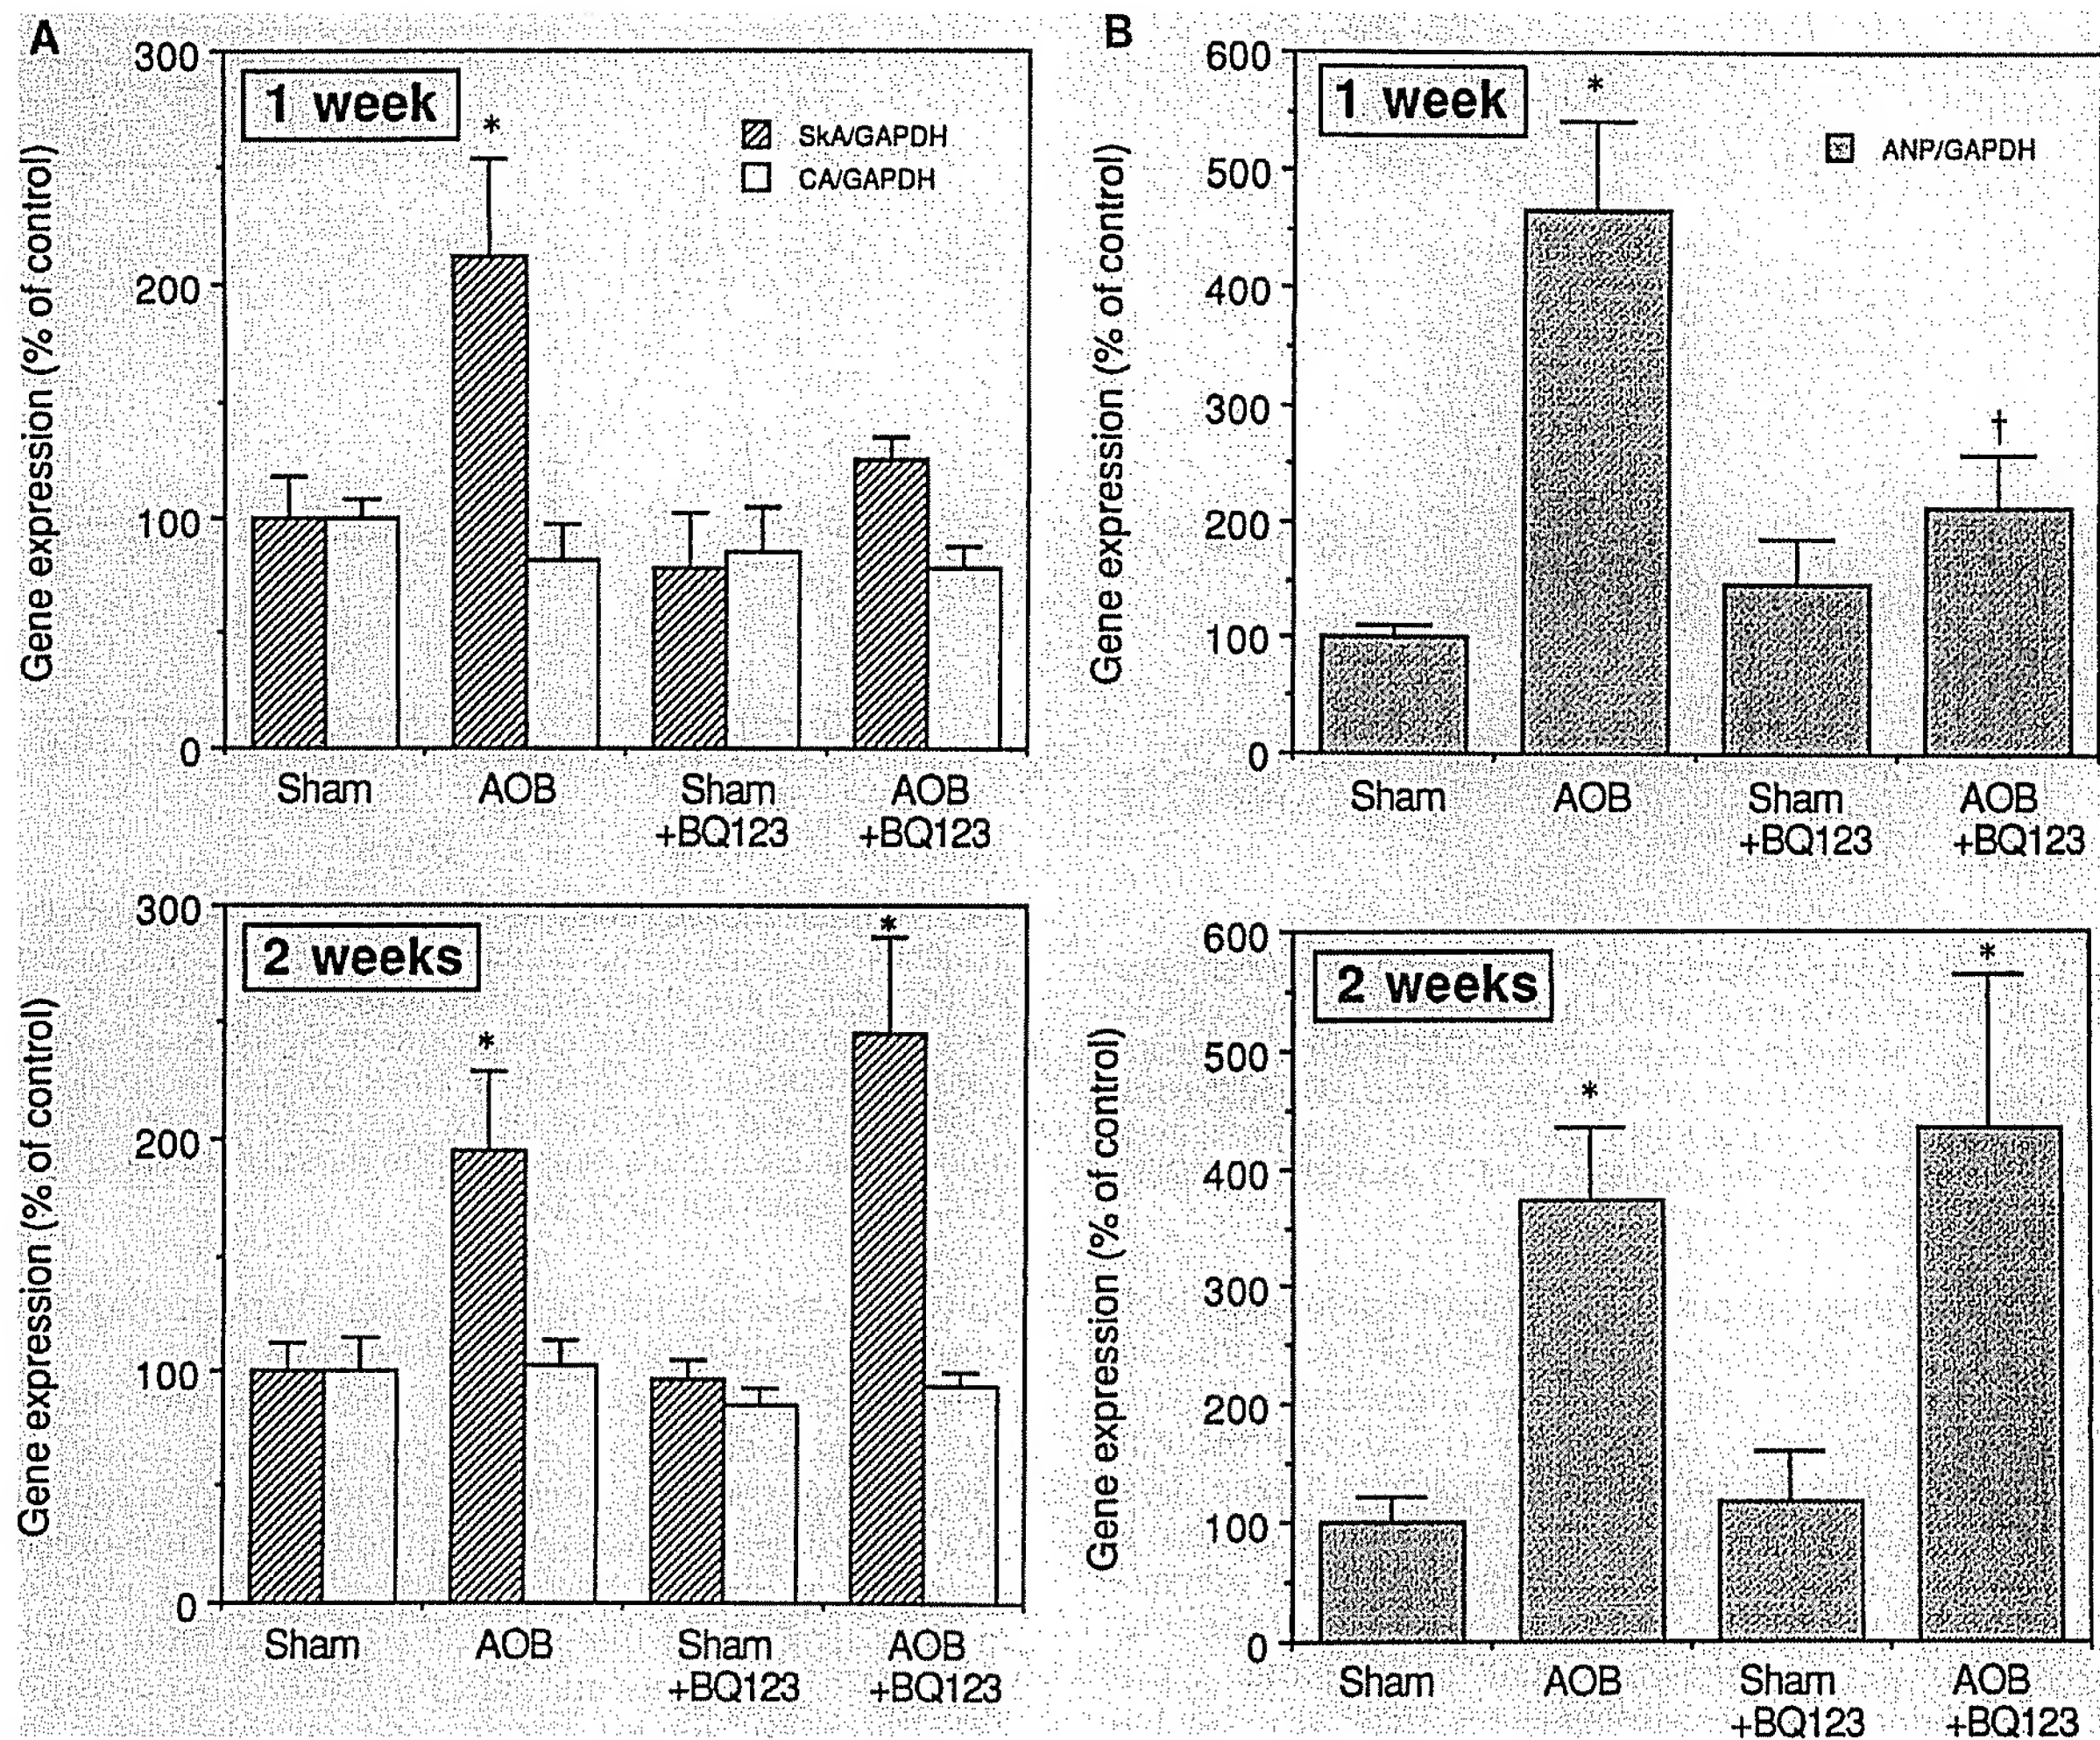 A
300
200
100
0
Gene expression (% of control)
1 week
*
SkA/GAPDH
CA/GAPDH
Sham
AOB
Sham
+BQ123
AOB
+BQ123
B
600
500
400
300
200
100
0
Gene expression (% of control)
1 week
*
ANP/GAPDH
†
Sham
AOB
Sham
+BQ123
AOB
+BQ123
300
200
100
0
Gene expression (% of control)
2 weeks
*
*
Sham
AOB
Sham
+BQ123
AOB
+BQ123
600
500
400
300
200
100
0
Gene expression (% of control)
2 weeks
*
*
Sham
AOB
Sham
+BQ123
AOB
+BQ123